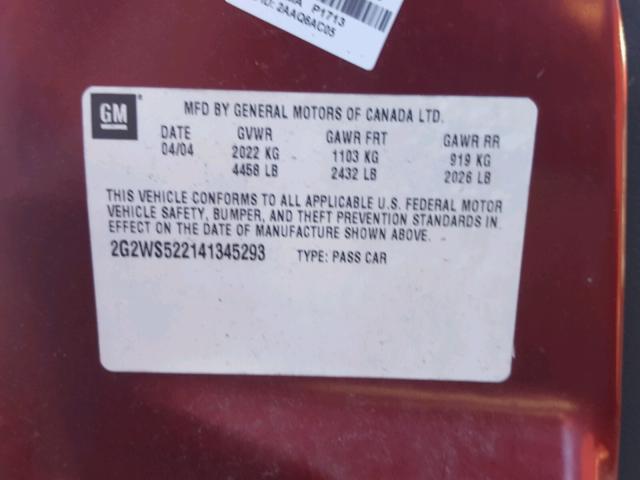 P1713
2AAQ6AC05
GM
MFD BY GENERAL MOTORS OF CANADA LTD.
DATE GVWR GAWR FRT GAWR RR
04/04 2022 KG 1103 KG 919 KG
4458 LB 2432 LB 2026 LB
THIS VEHICLE CONFORMS TO ALL APPLICABLE U.S. FEDERAL MOTOR
VEHICLE SAFETY, BUMPER, AND THEFT PREVENTION STANDARDS IN
EFFECT ON THE DATE OF MANUFACTURE SHOWN ABOVE.
2G2WS522141345293 TYPE: PASS CAR